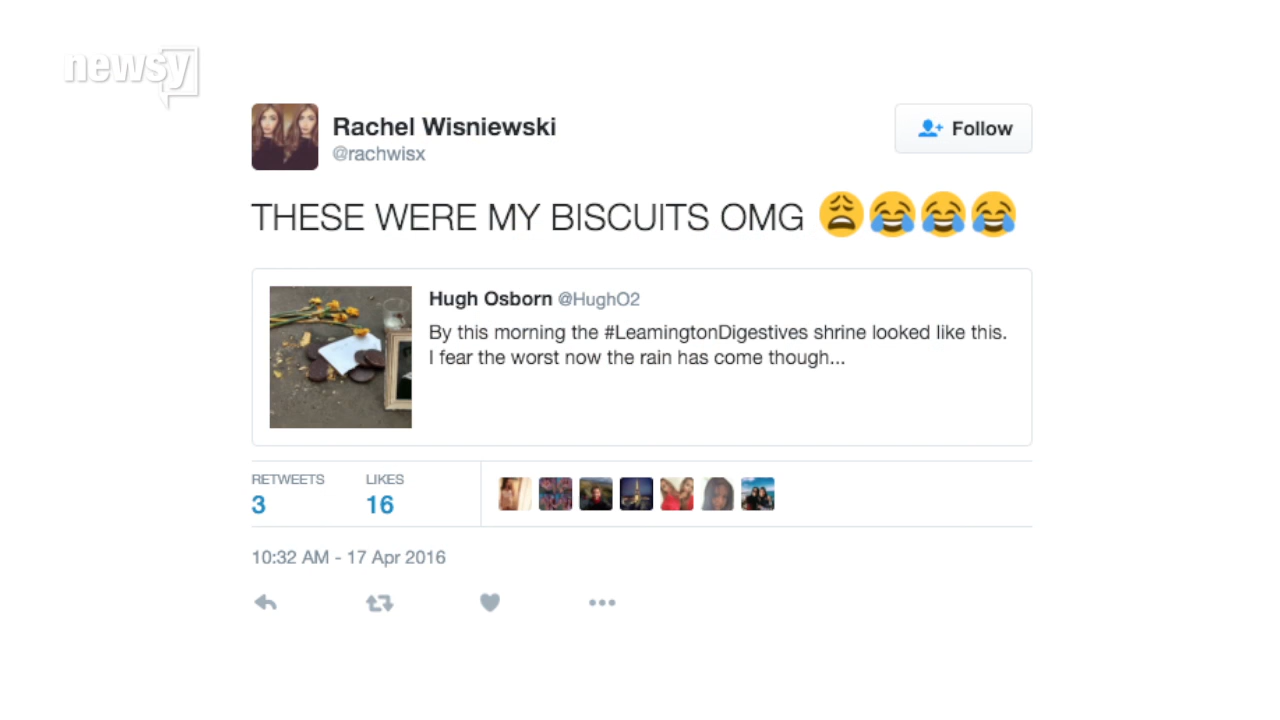 newsy
Rachel Wisniewski
@rachwisx
Follow
THESE WERE MY BISCUITS OMG 😩😂😂😂
Hugh Osborn @HughO2
By this morning the #LeamingtonDigestives shrine looked like this.
I fear the worst now the rain has come though...
RETWEETS
3
LIKES
16
10:32 AM - 17 Apr 2016